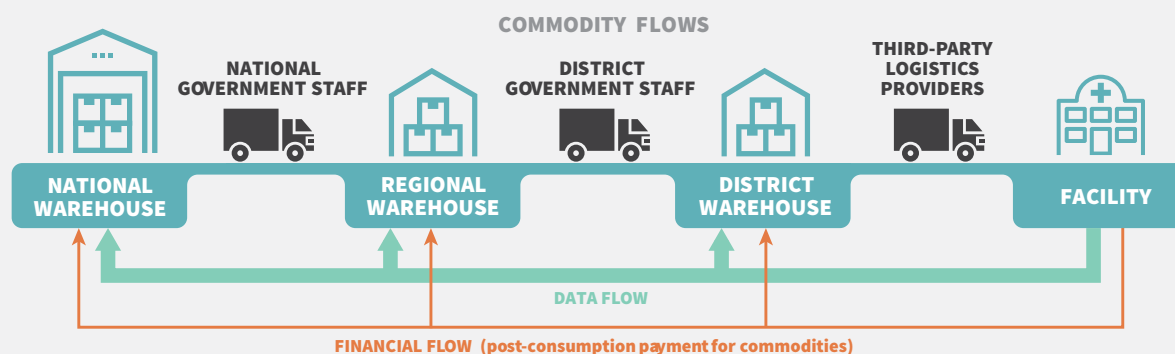 COMMODITY FLOWS
NATIONAL
GOVERNMENT STAFF
DISTRICT
GOVERNMENT STAFF
THIRD-PARTY
LOGISTICS
PROVIDERS
NATIONAL
WAREHOUSE
REGIONAL
WAREHOUSE
DISTRICT
WAREHOUSE
FACILITY
DATA FLOW
FINANCIAL FLOW (post-consumption payment for commodities)